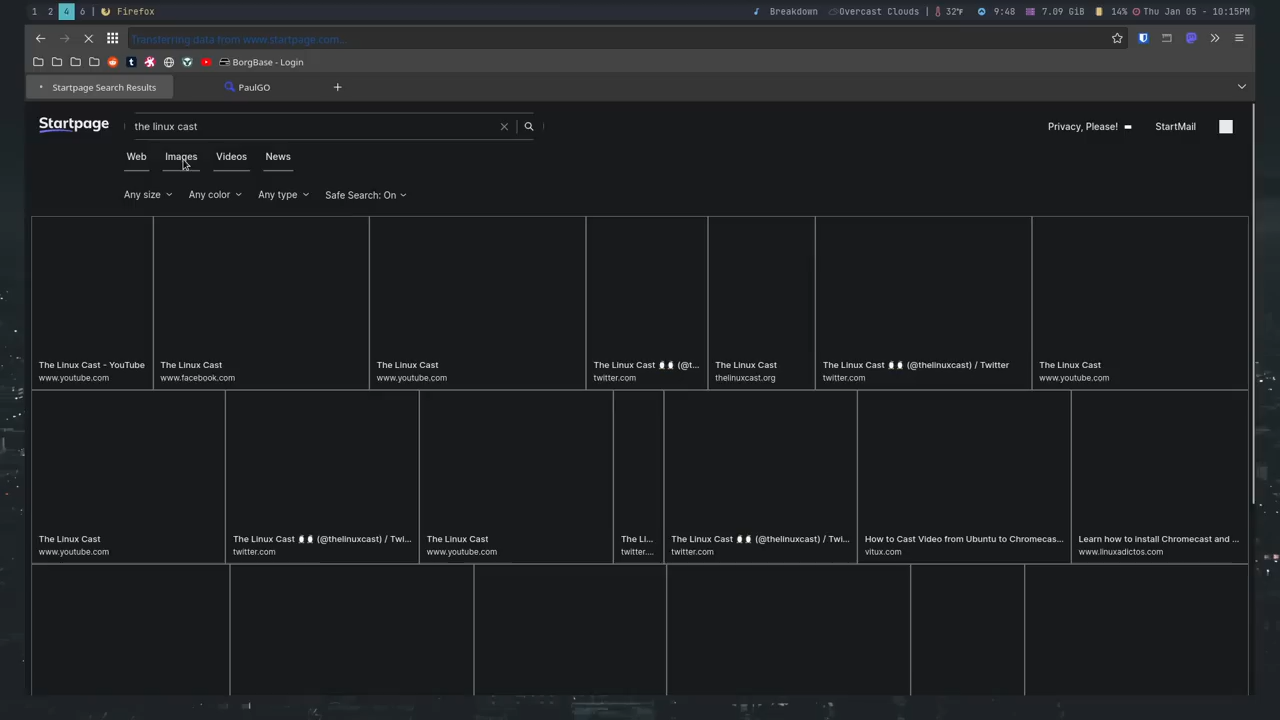 1 2 4 6 | Firefox Breakdown Overcast Clouds | 32°F 9:48 7.09 GiB 14% Thu Jan 05 - 10:15PM
Transferring data from www.startpage.com...
t BorgBase - Login
Startpage Search Results PaulGO
Startpage the linux cast Privacy, Please! StartMail
Web Images Videos News
Any size Any color Any type Safe Search: On
The Linux Cast - YouTube The Linux Cast The Linux Cast The Linux Cast (@t... The Linux Cast The Linux Cast (@thelinuxcast) / Twitter The Linux Cast
www.youtube.com www.facebook.com www.youtube.com twitter.com thelinuxcast.org twitter.com www.youtube.com
The Linux Cast The Linux Cast (@thelinuxcast) / Twi... The Linux Cast The Li... The Linux Cast (@thelinuxcast) / Twi... How to Cast Video from Ubuntu to Chromecas... Learn how to install Chromecast and ...
www.youtube.com twitter.com www.youtube.com twitter.... twitter.com vitux.com www.linuxadictos.com